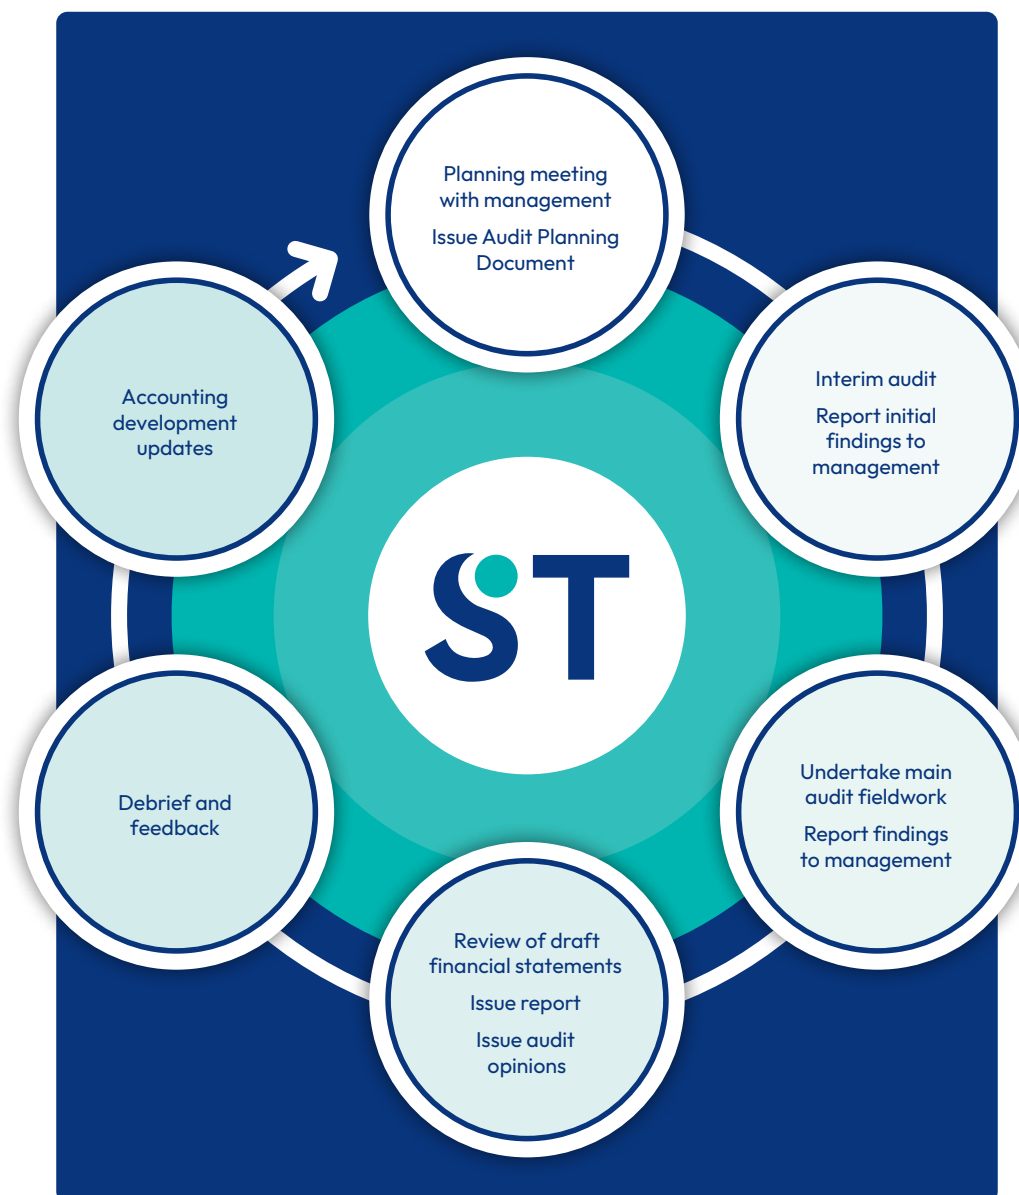 Planning meeting
with management
Issue Audit Planning
Document
Interim audit
Report initial
findings to
management
Undertake main
audit fieldwork
Report findings
to management
Review of draft
financial statements
Issue report
Issue audit
opinions
Debrief and
feedback
Accounting
development
updates
ST